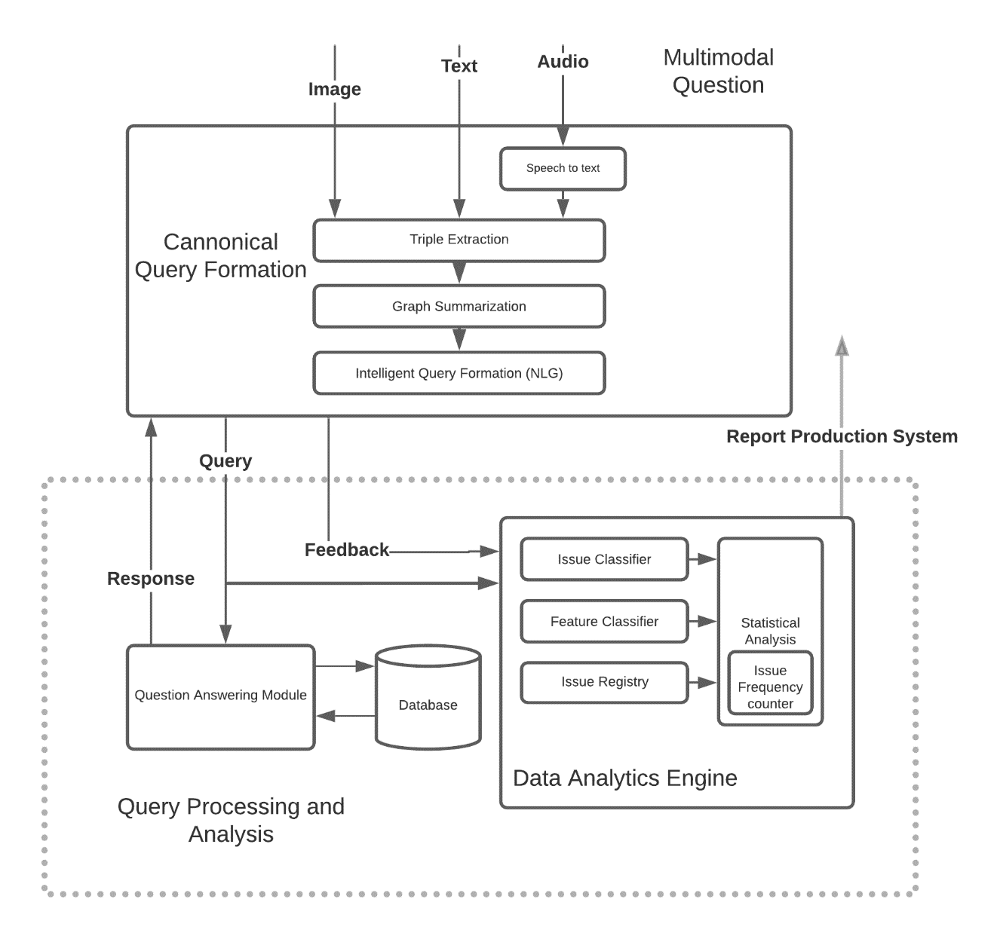 Multimodal
Question
Audio
Text
Image
Speech to text
Cannonical
Query Formation
Triple Extraction
Graph Summarization
Intelligent Query Formation (NLG)
Report Production System
Query
Feedback
Response
Issue Classifier
Feature Classifier
Issue Registry
Statistical
Analysis
Issue
Frequency
counter
Question Answering Module
Database
Data Analytics Engine
Query Processing and
Analysis